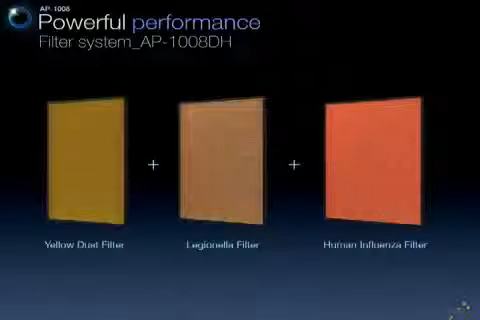 AP-1008
Powerful performance
Filter system_AP-1008DH
+
+
Yellow Dust Filter
Legionella Filter
Human Influenza Filter